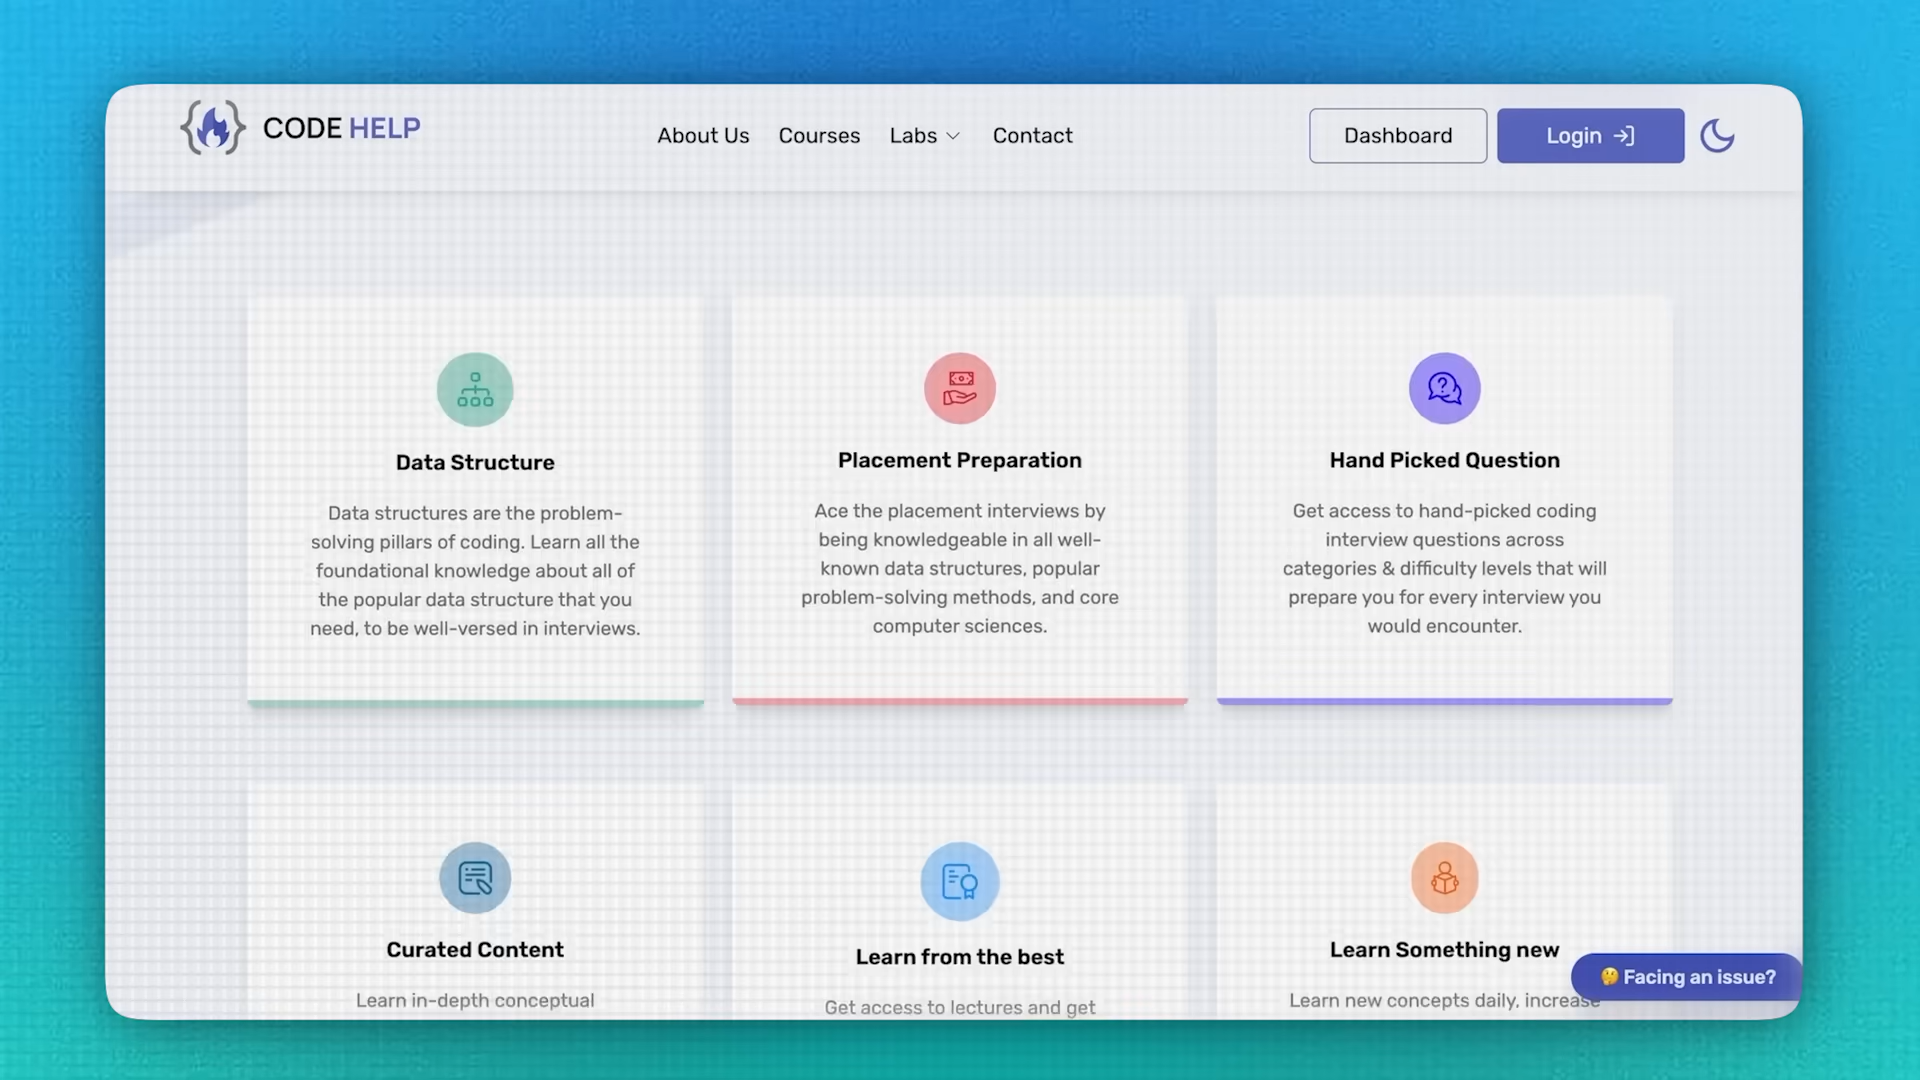 CODE HELP
About Us
Courses
Labs
Contact
Dashboard
Login
Data Structure
Data structures are the problem-
solving pillars of coding. Learn all the
foundational knowledge about all of
the popular data structure that you
need, to be well-versed in interviews.
Placement Preparation
Ace the placement interviews by
being knowledgeable in all well-
known data structures, popular
problem-solving methods, and core
computer sciences.
Hand Picked Question
Get access to hand-picked coding
interview questions across
categories & difficulty levels that will
prepare you for every interview you
would encounter.
Curated Content
Learn in-depth conceptual
Learn from the best
Get access to lectures and get
Learn Something new
Learn new concepts daily, increase
🤔 Facing an issue?